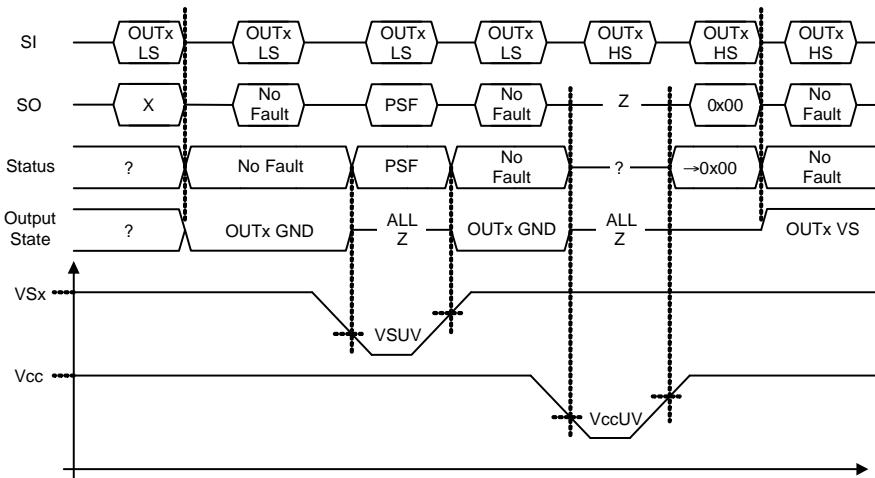 SI
OUTx
LS
OUTx
LS
OUTx
LS
OUTx
LS
OUTx
HS
OUTx
HS
OUTx
HS
SO
X
No
Fault
PSF
No
Fault
Z
0x00
No
Fault
Status
?
No Fault
PSF
No
Fault
?
→0x00
No
Fault
Output
State
?
OUTx GND
ALL
Z
OUTx GND
ALL
Z
OUTx VS
VSx
VSUV
Vcc
VccUV